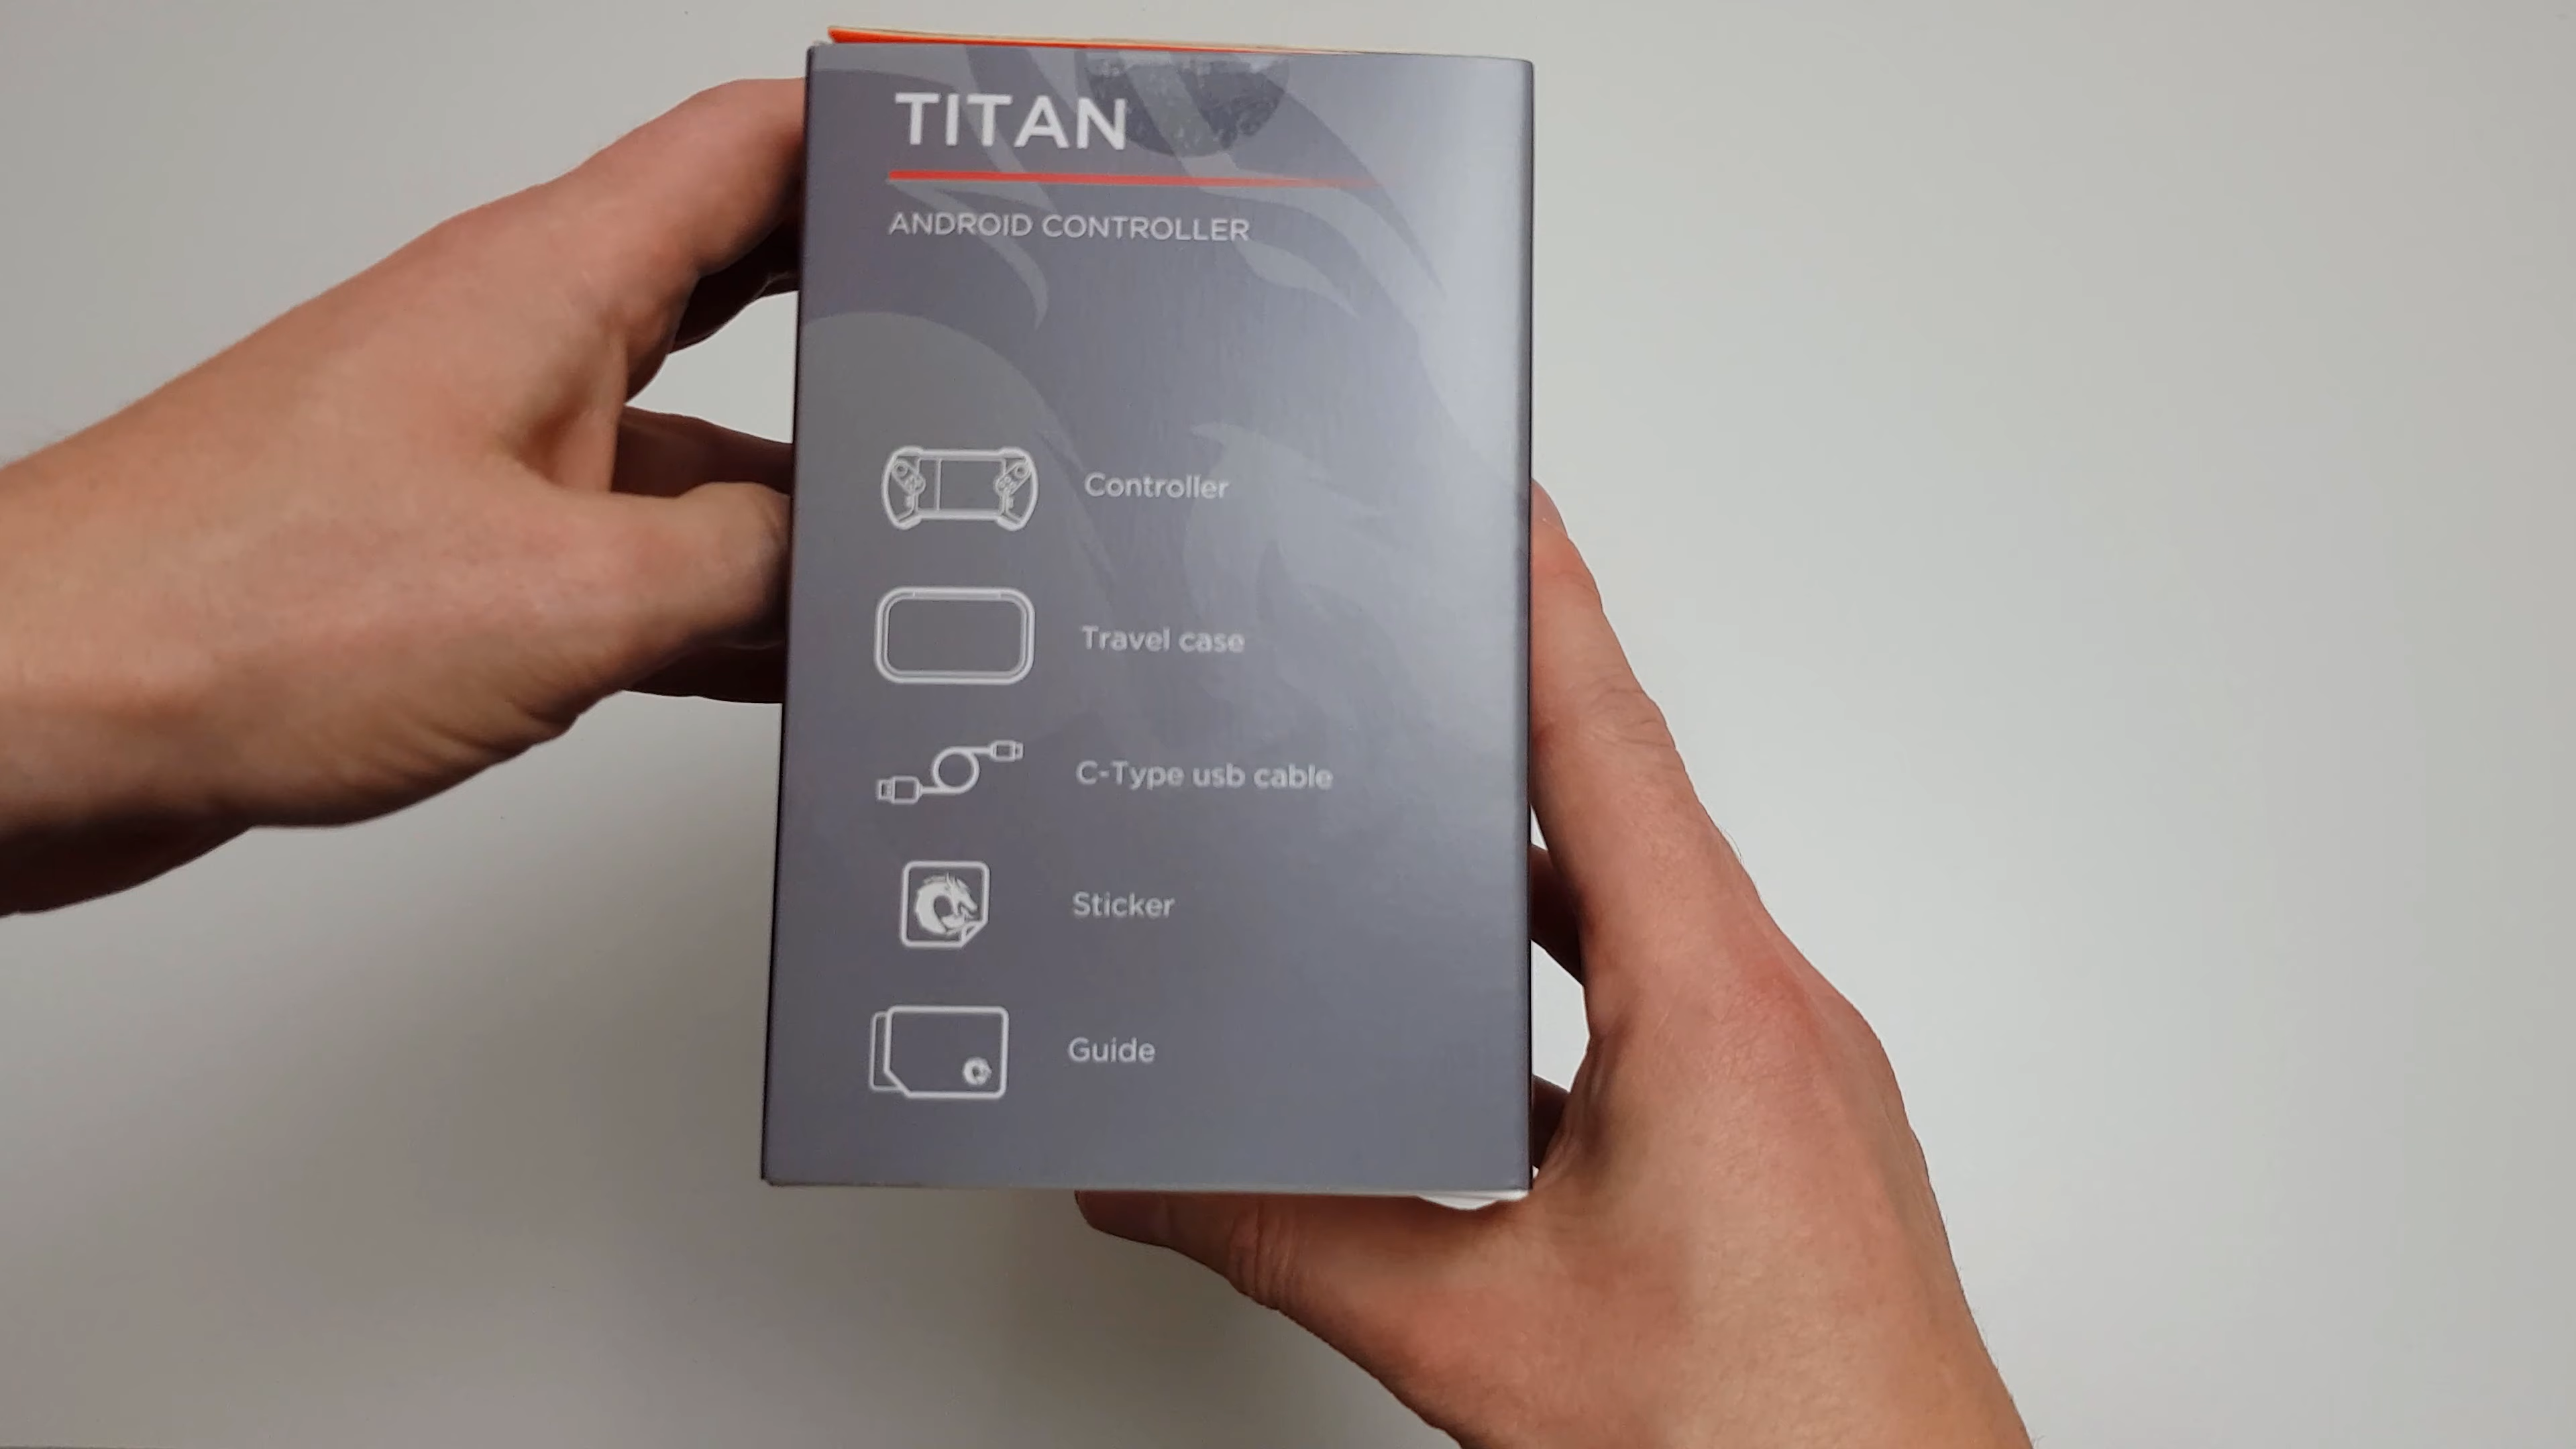 TITAN
ANDROID CONTROLLER
Controller
Travel case
C-Type usb cable
Sticker
Guide